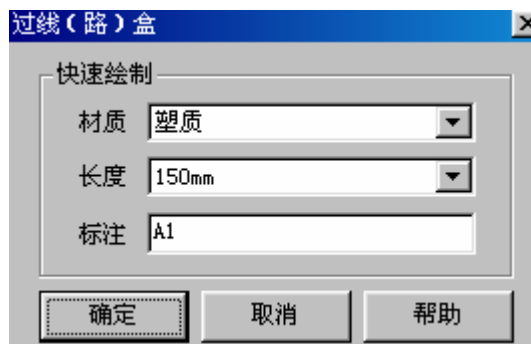 过线(路)盒
快速绘制
材质 塑质
长度 150mm
标注 A1
确定 取消 帮助